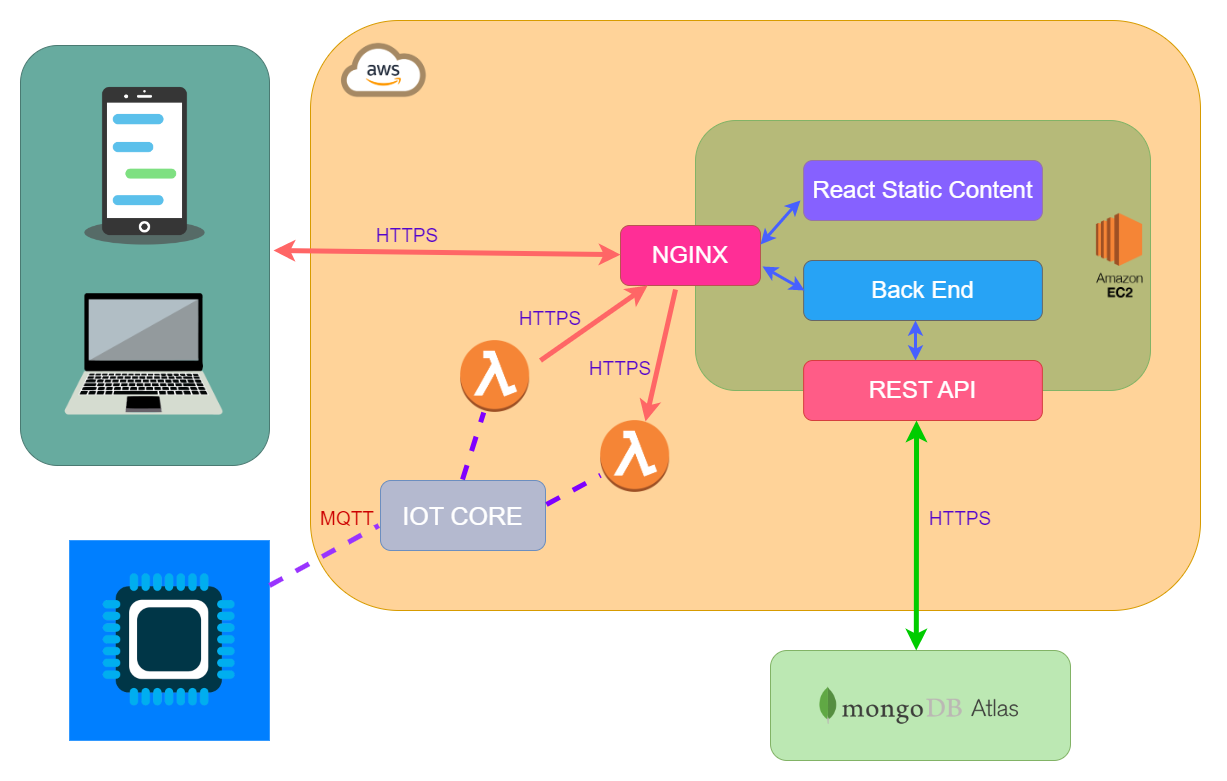 aws
React Static Content
HTTPS
NGINX
Back End
Amazon
EC2
HTTPS
HTTPS
REST API
MQTT
IOT CORE
HTTPS
mongoDB Atlas